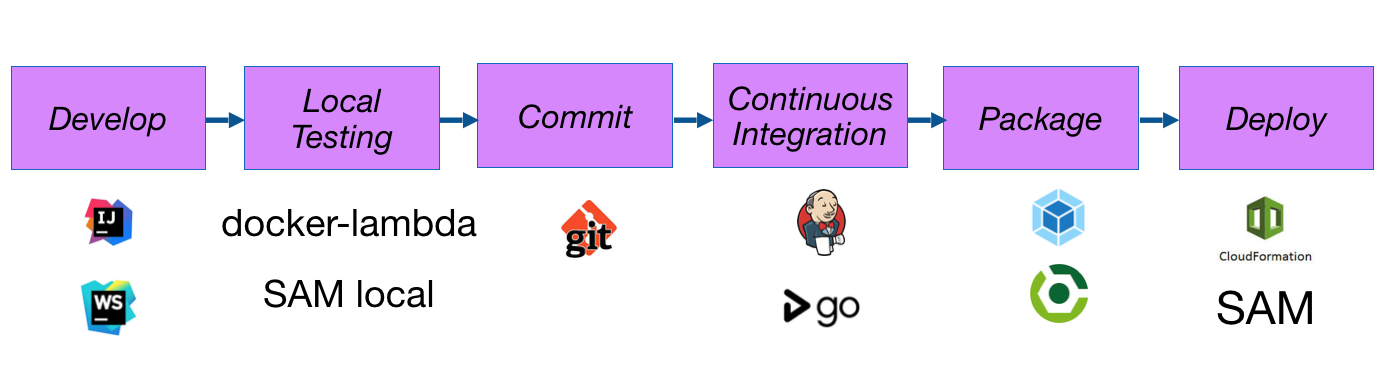 Develop
Local
Testing
Commit
Continuous
Integration
Package
Deploy
IJ
docker-lambda
git
CloudFormation
WS
SAM local
go
SAM